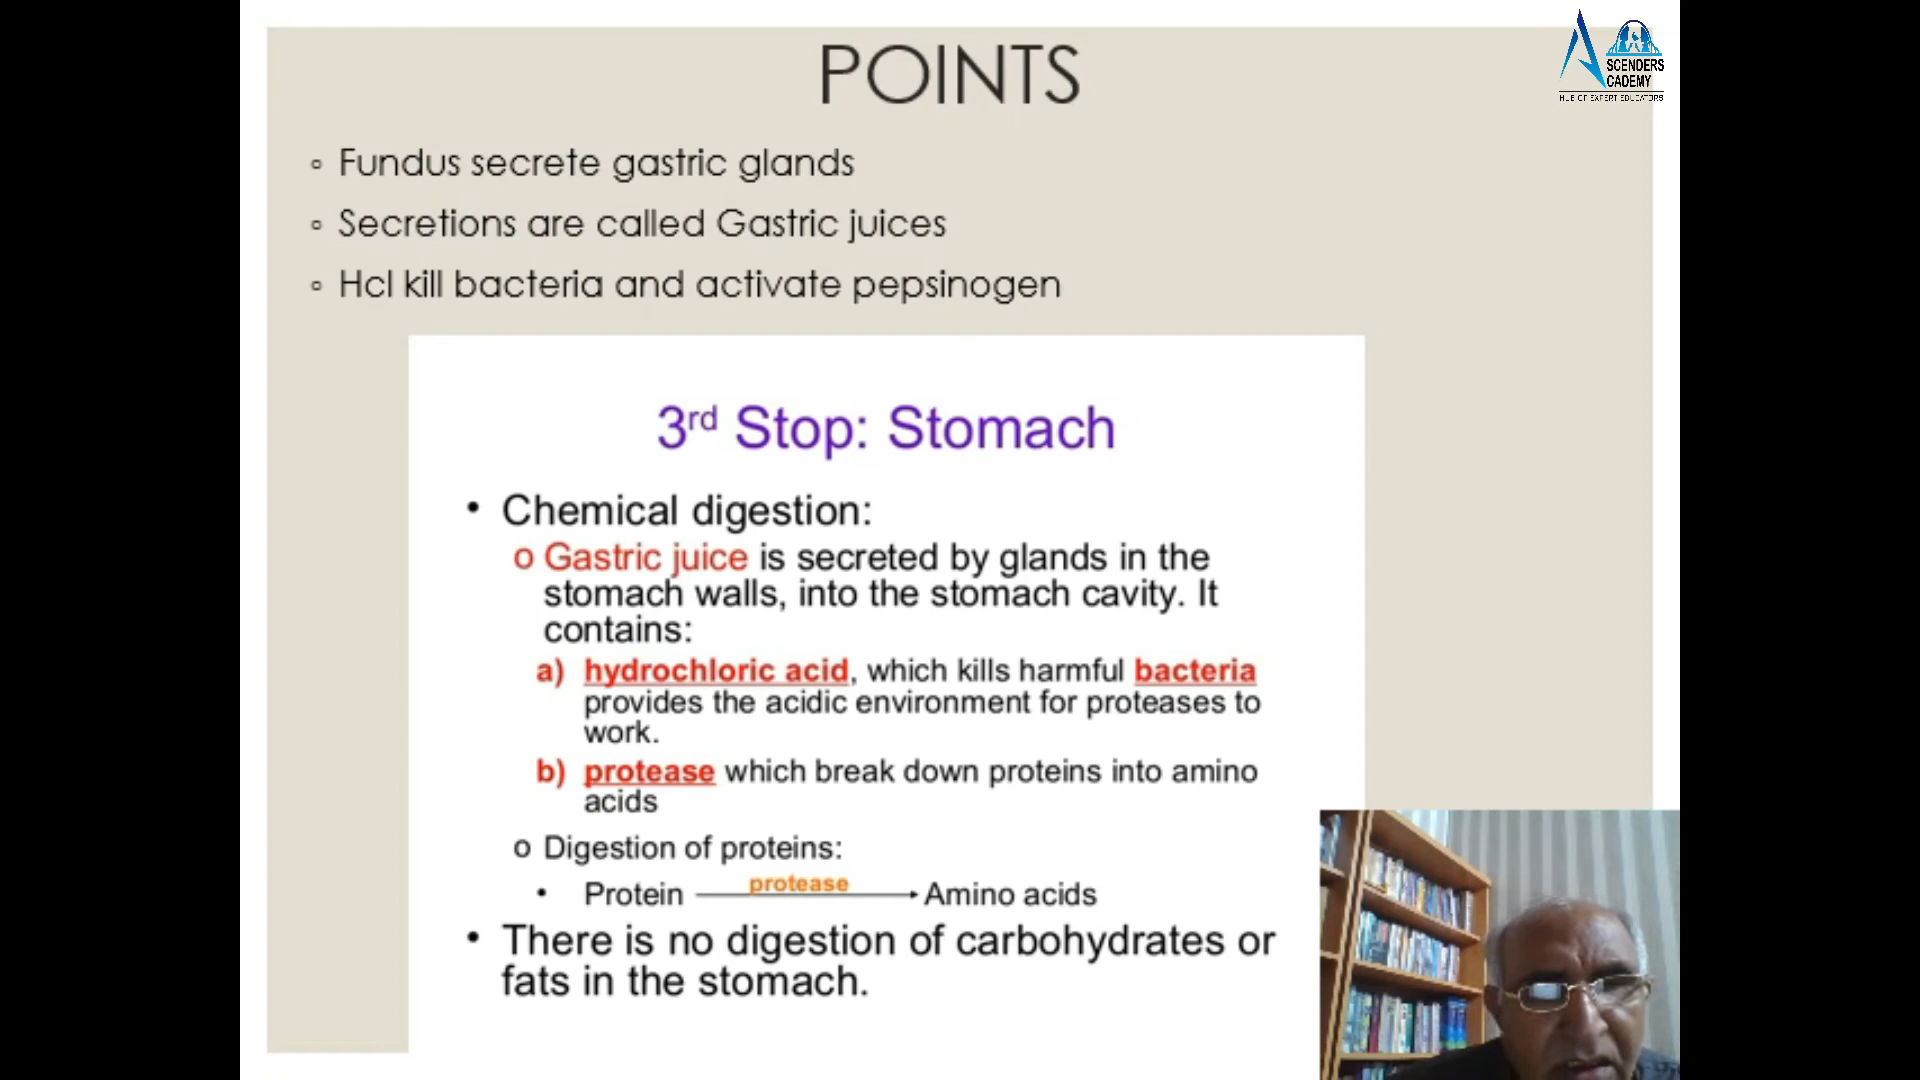 POINTS
SCENDERS
CADEMY
HUB OF EXPERT EDUCATORS
Fundus secrete gastric glands
Secretions are called Gastric juices
Hcl kill bacteria and activate pepsinogen
3rd Stop: Stomach
• Chemical digestion:
o Gastric juice is secreted by glands in the
stomach walls, into the stomach cavity. It
contains:
a) hydrochloric acid, which kills harmful bacteria
provides the acidic environment for proteases to
work.
b) protease which break down proteins into amino
acids
o Digestion of proteins:
• Protein protease Amino acids
• There is no digestion of carbohydrates or
fats in the stomach.